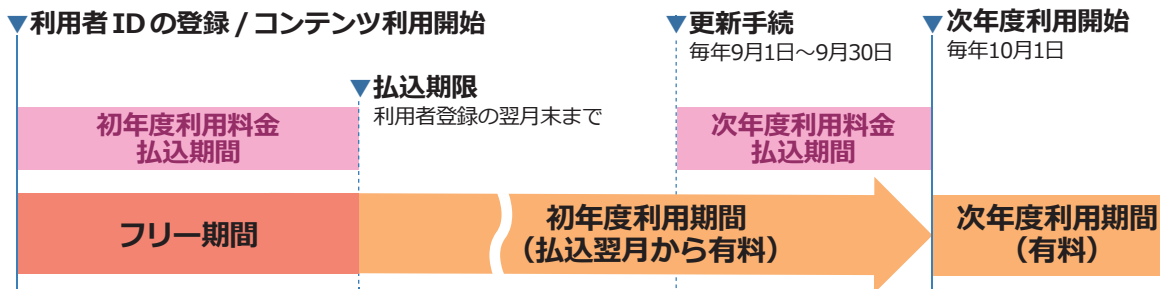 ▼利用者IDの登録/コンテンツ利用開始
▼更新手続
毎年9月1日～9月30日
▼次年度利用開始
毎年10月1日
▼払込期限
利用者登録の翌月末まで
初年度利用料金
払込期間
次年度利用料金
払込期間
フリー期間
初年度利用期間
（払込翌月から有料）
次年度利用期間
（有料）